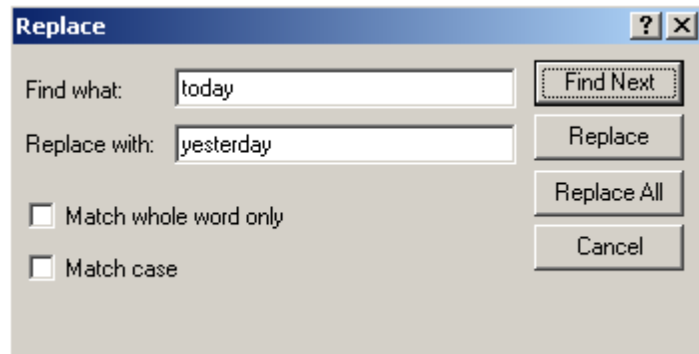 Replace
Find what: today
Find Next
Replace with: yesterday
Replace
Replace All
Match whole word only
Cancel
Match case